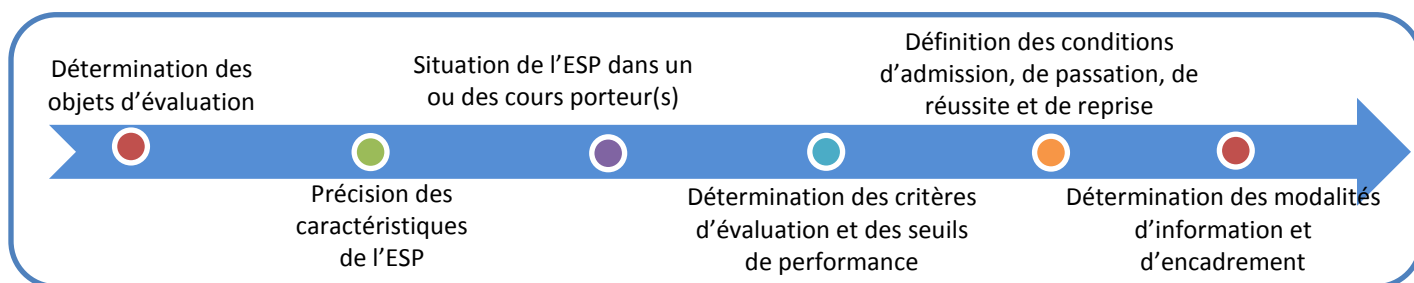 Détermination des
objets d’évaluation
Précision des
caractéristiques
de l’ESP
Situation de l’ESP dans un
ou des cours porteur(s)
Détermination des critères
d’évaluation et des seuils
de performance
Définition des conditions
d’admission, de passation, de
réussite et de reprise
Détermination des modalités
d’information et
d’encadrement